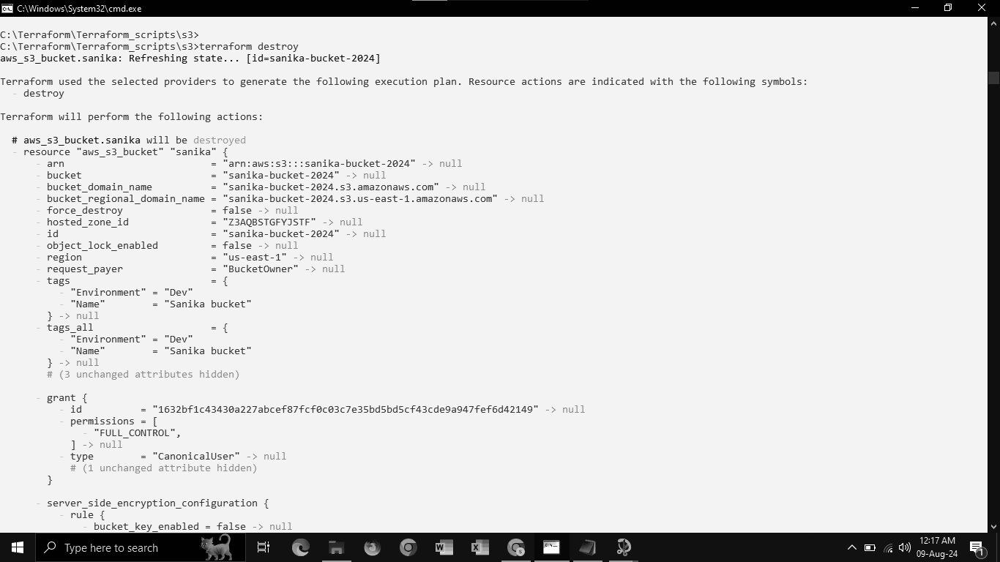 C:\Windows\System32\cmd.exe
C:\Terraform\Terraform_scripts\s3>
C:\Terraform\Terraform_scripts\s3>terraform destroy
aws_s3_bucket.sanika: Refreshing state... [id=sanika-bucket-2024]
Terraform used the selected providers to generate the following execution plan. Resource actions are indicated with the following symbols:
- destroy
Terraform will perform the following actions:
# aws_s3_bucket.sanika will be destroyed
- resource "aws_s3_bucket" "sanika" {
- arn = "arn:aws:s3:::sanika-bucket-2024" -> null
- bucket = "sanika-bucket-2024" -> null
- bucket_domain_name = "sanika-bucket-2024.s3.amazonaws.com" -> null
- bucket_regional_domain_name = "sanika-bucket-2024.s3.us-east-1.amazonaws.com" -> null
- force_destroy = false -> null
- hosted_zone_id = "Z3AQBSTGFYJSTF" -> null
- id = "sanika-bucket-2024" -> null
- object_lock_enabled = false -> null
- region = "us-east-1" -> null
- request_payer = "BucketOwner" -> null
- tags = {
- "Environment" = "Dev"
- "Name" = "Sanika bucket"
} -> null
- tags_all = {
- "Environment" = "Dev"
- "Name" = "Sanika bucket"
} -> null
# (3 unchanged attributes hidden)
- grant {
- id = "1632bf1c43430a227abcef87fcf0c03c7e35bd5bd5cf43cde9a947fef6d42149" -> null
- permissions = [
- "FULL_CONTROL",
] -> null
- type = "CanonicalUser" -> null
# (1 unchanged attribute hidden)
}
- server_side_encryption_configuration {
- rule {
- bucket_key_enabled = false -> null
Type here to search
12:17 AM
09-Aug-24
1